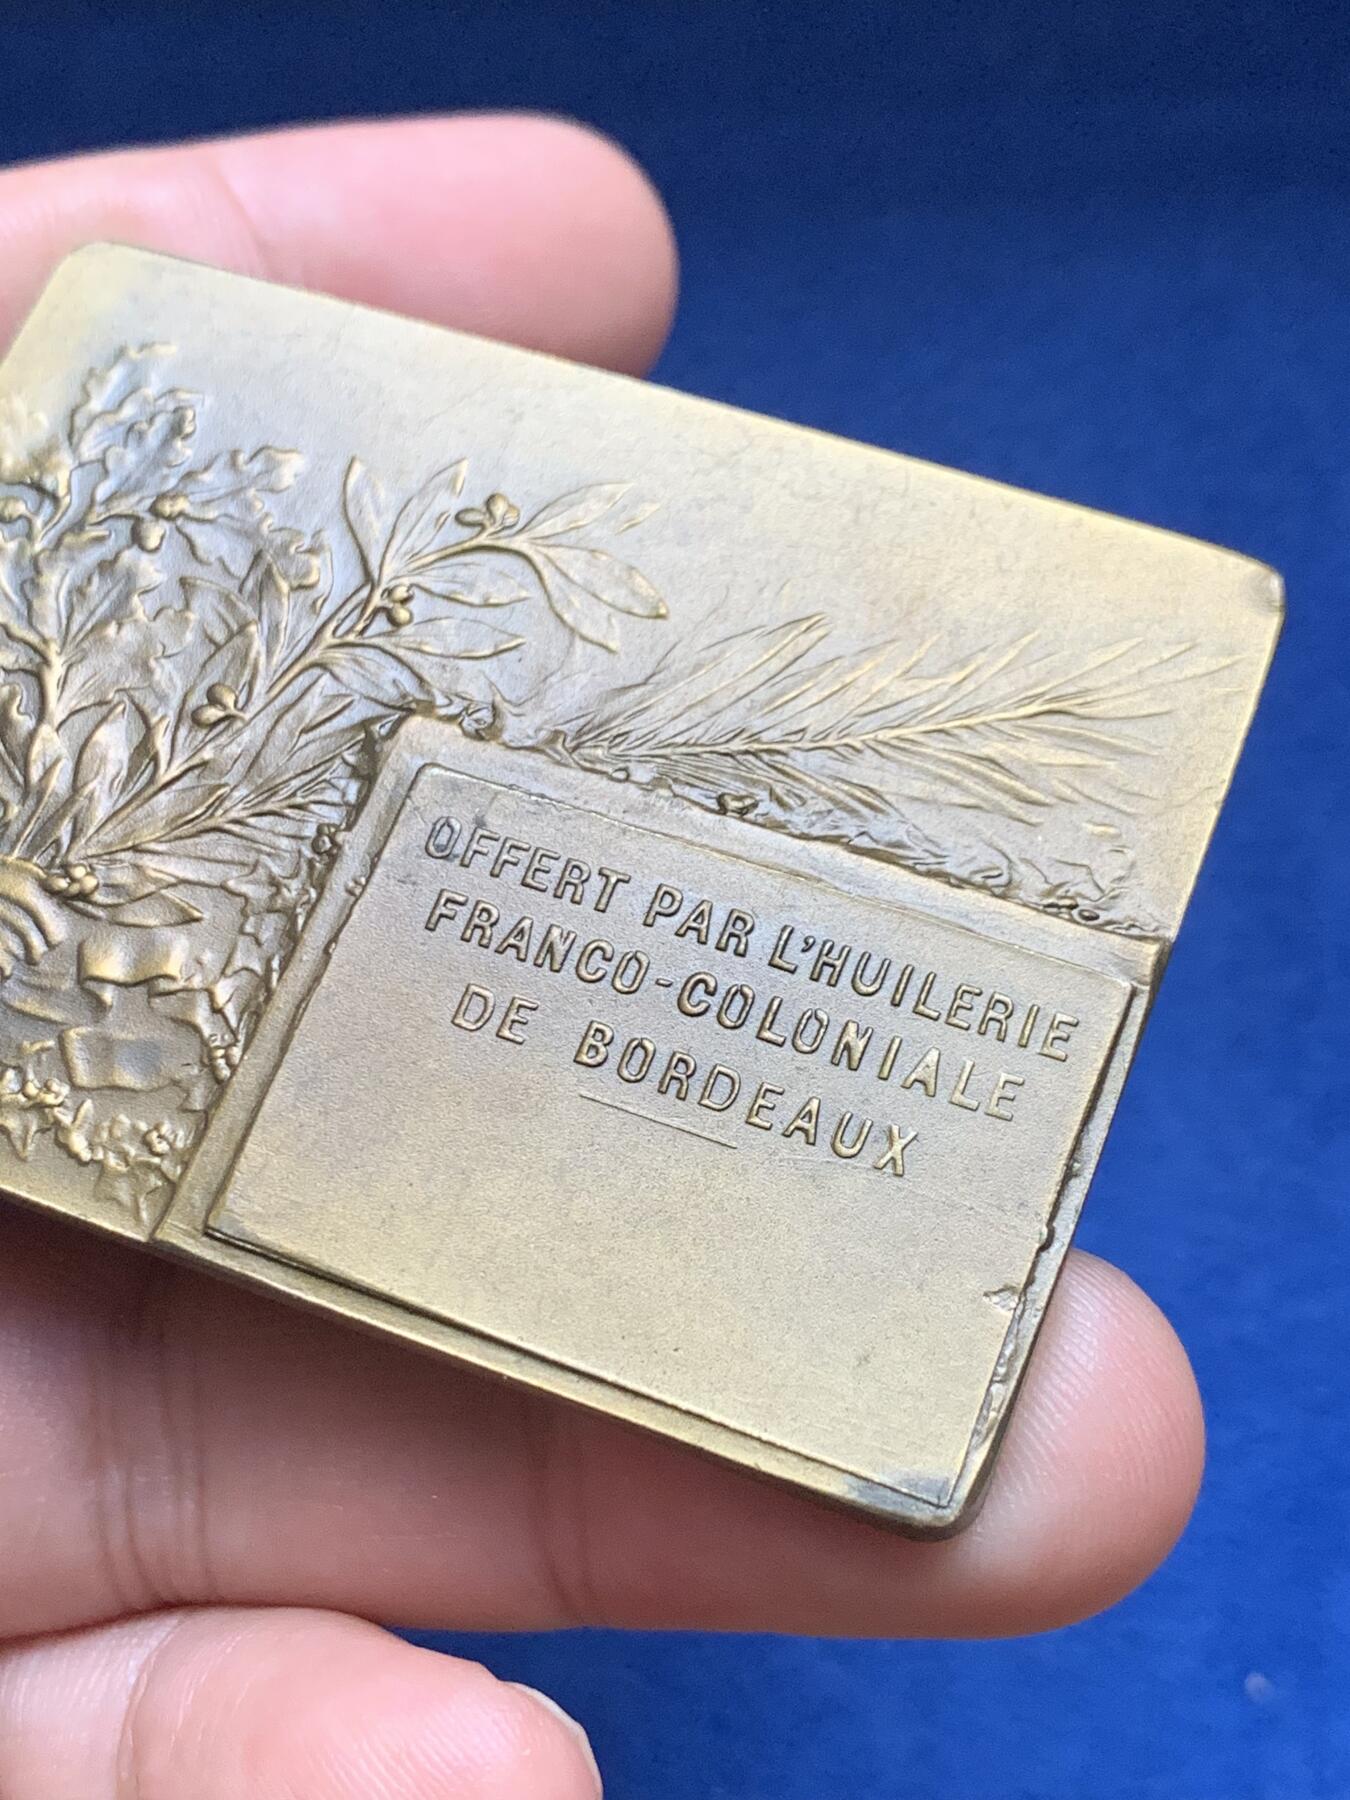 OFFERT PAR L'HUILERIE
FRANCO-COLONIALE
DE BORDEAUX